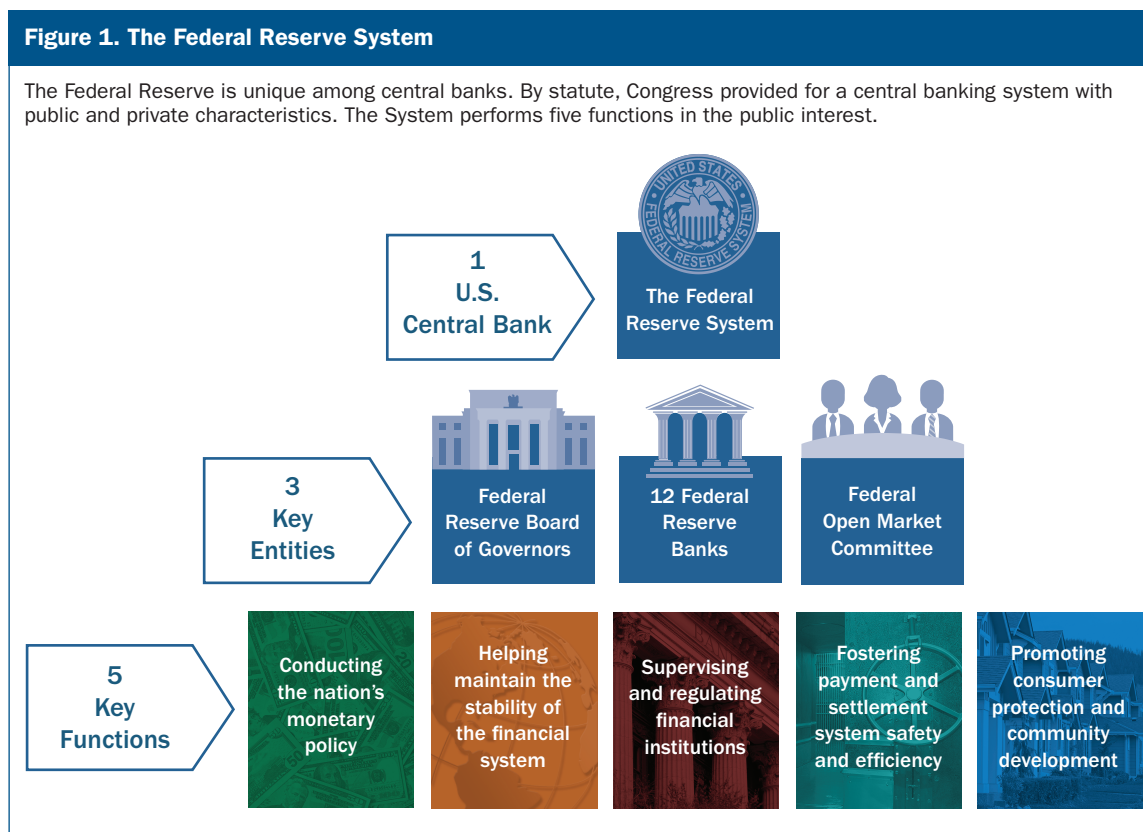 Figure 1. The Federal Reserve System
The Federal Reserve is unique among central banks. By statute, Congress provided for a central banking system with
public and private characteristics. The System performs five functions in the public interest.
1
U.S.
Central Bank
UNITED STATES
FEDERAL RESERVE SYSTEM
The Federal
Reserve System
3
Key
Entities
Federal
Reserve Board
of Governors
12 Federal
Reserve
Banks
Federal
Open Market
Committee
5
Key
Functions
Conducting
the nation’s
monetary
policy
Helping
maintain the
stability of
the financial
system
Supervising
and regulating
financial
institutions
Fostering
payment and
settlement
system safety
and efficiency
Promoting
consumer
protection and
community
development